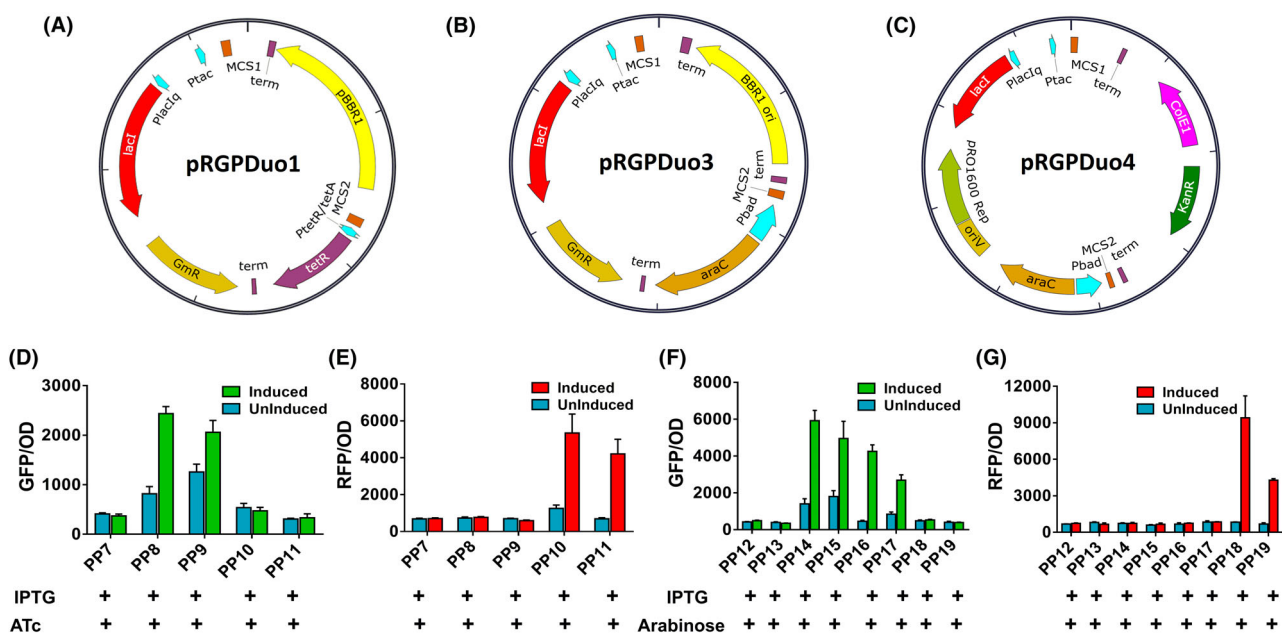 (A)
PlacIq
Ptac
MCS1
term
pBBR1
lacI
pRGPDuo1
MCS2
PtetR/tetA
tetR
term
GmR
(B)
PlacIq
Ptac
MCS1
term
BBR1 ori
lacI
pRGPDuo3
term
MCS2
Pbad
araC
term
GmR
(C)
lacI
PlacIq
Ptac
MCS1
term
ColE1
pRGPDuo4
KanR
pRO1600 Rep
oriV
MCS2
Pbad
term
araC
(D)
GFP/OD
3000
2000
1000
0
Induced
UnInduced
PP7 PP8 PP9 PP10 PP11
(E)
RFP/OD
8000
6000
4000
2000
0
Induced
UnInduced
PP7 PP8 PP9 PP10 PP11
(F)
GFP/OD
8000
6000
4000
2000
0
Induced
UnInduced
PP12 PP13 PP14 PP15 PP16 PP17 PP18 PP19
(G)
RFP/OD
12000
9000
6000
3000
0
Induced
UnInduced
PP12 PP13 PP14 PP15 PP16 PP17 PP18 PP19
IPTG + + + + + + + + + +
ATc + + + + + + + + + +
IPTG + + + + + + + + + + + + + + + +
Arabinose + + + + + + + + + + + + + + + +